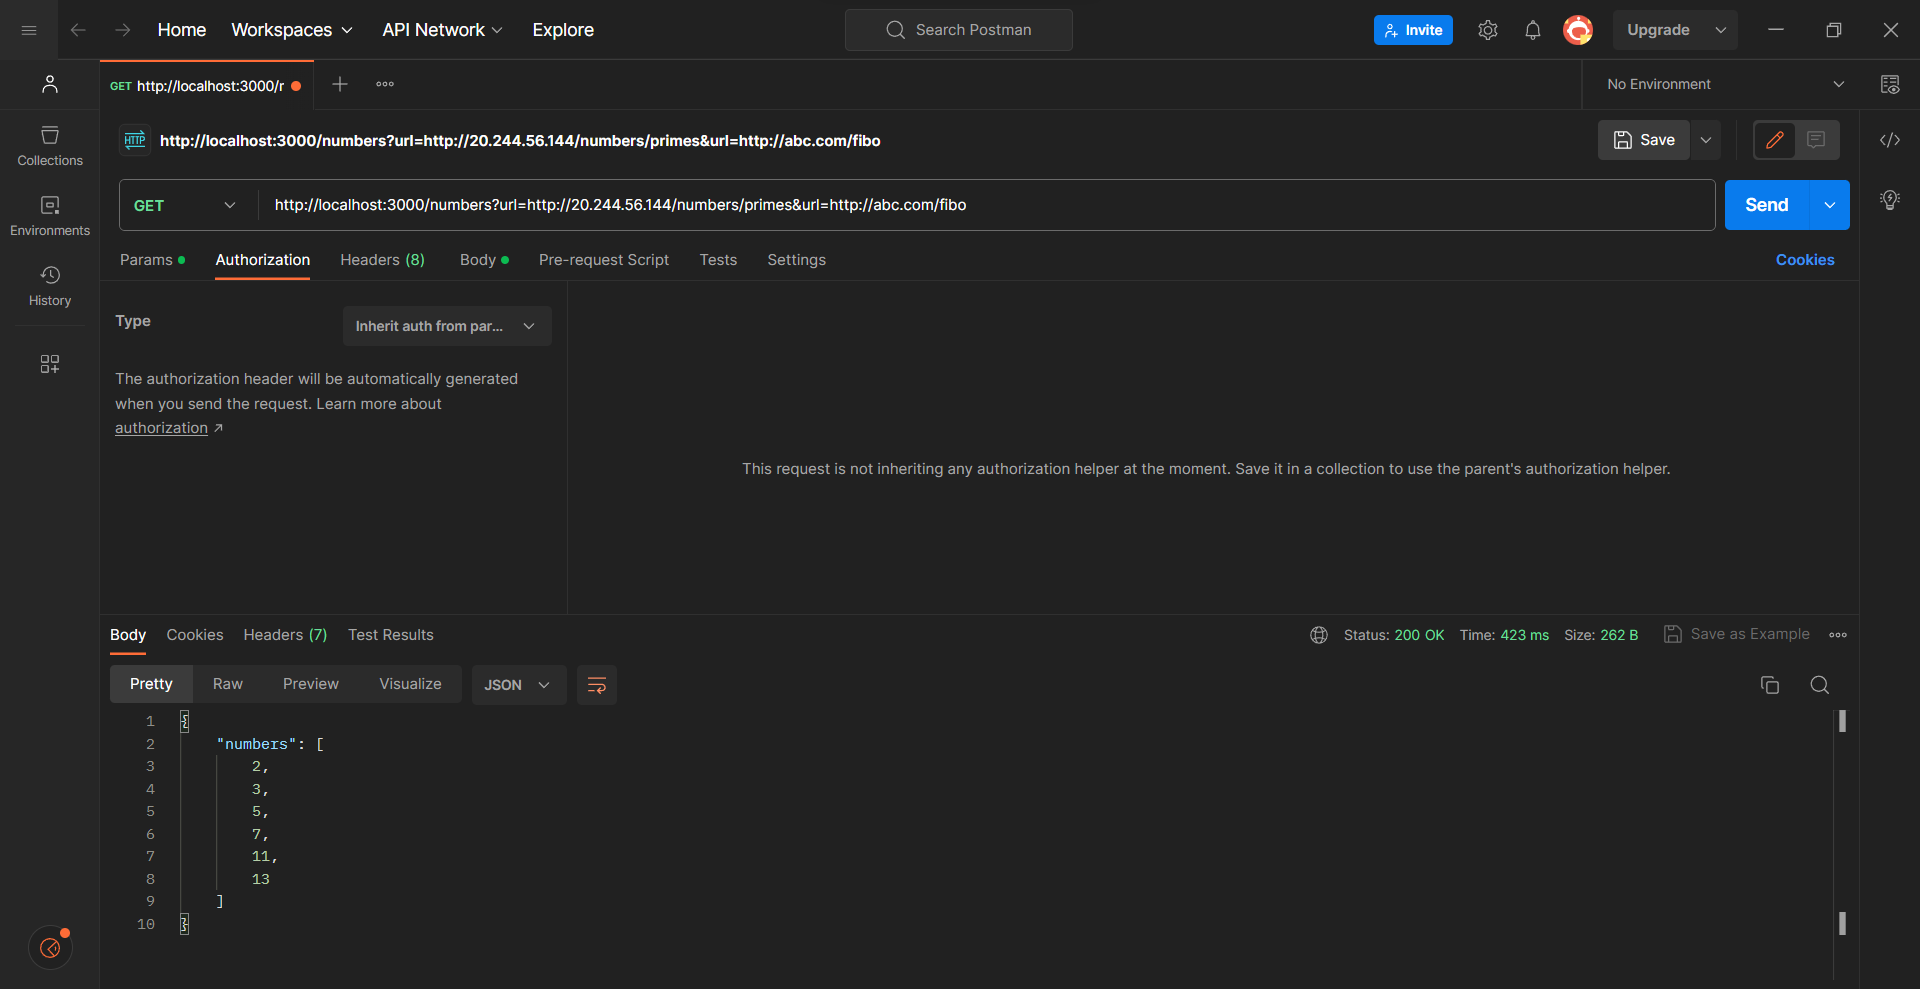 Home Workspaces API Network Explore Search Postman Invite Upgrade
GET http://localhost:3000/r No Environment
HTTP http://localhost:3000/numbers?url=http://20.244.56.144/numbers/primes&url=http://abc.com/fibo Save
Collections
GET http://localhost:3000/numbers?url=http://20.244.56.144/numbers/primes&url=http://abc.com/fibo Send
Environments
Params Authorization Headers (8) Body Pre-request Script Tests Settings Cookies
History
Type Inherit auth from par...
The authorization header will be automatically generated
when you send the request. Learn more about
authorization ↗
This request is not inheriting any authorization helper at the moment. Save it in a collection to use the parent's authorization helper.
Body Cookies Headers (7) Test Results Status: 200 OK Time: 423 ms Size: 262 B Save as Example
Pretty Raw Preview Visualize JSON
1 {
2 "numbers": [
3 2,
4 3,
5 5,
6 7,
7 11,
8 13
9 ]
10 }